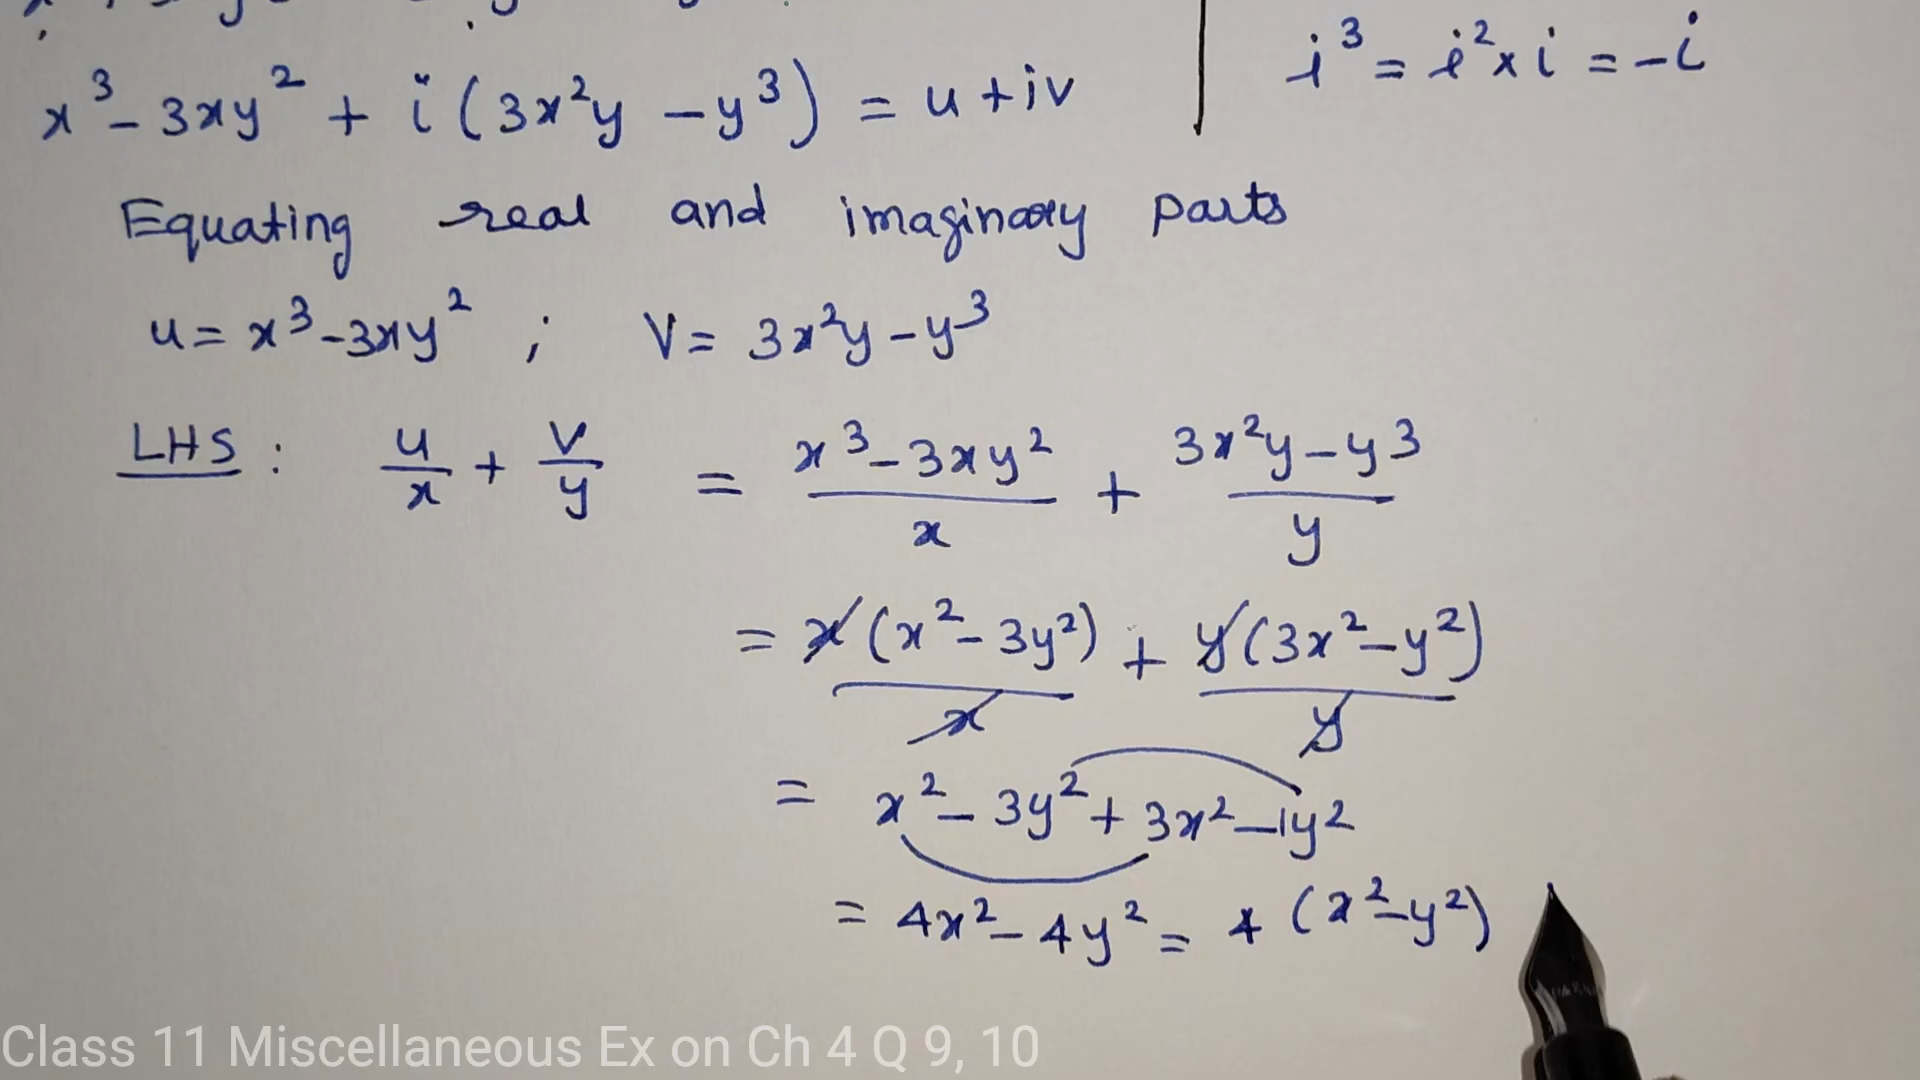 x³ - 3xy² + i(3x²y - y³) = u + iv
i³ = i² x i = -i
Equating real and imaginary parts
u = x³ - 3xy² ; V = 3x²y - y³
LHS : u/x + v/y = (x³ - 3xy²)/x + (3x²y - y³)/y
= x(x² - 3y²)/x + y(3x² - y²)/y
= x² - 3y² + 3x² - 1y²
= 4x² - 4y² = 4(x² - y²)
Class 11 Miscellaneous Ex on Ch 4 Q 9, 10